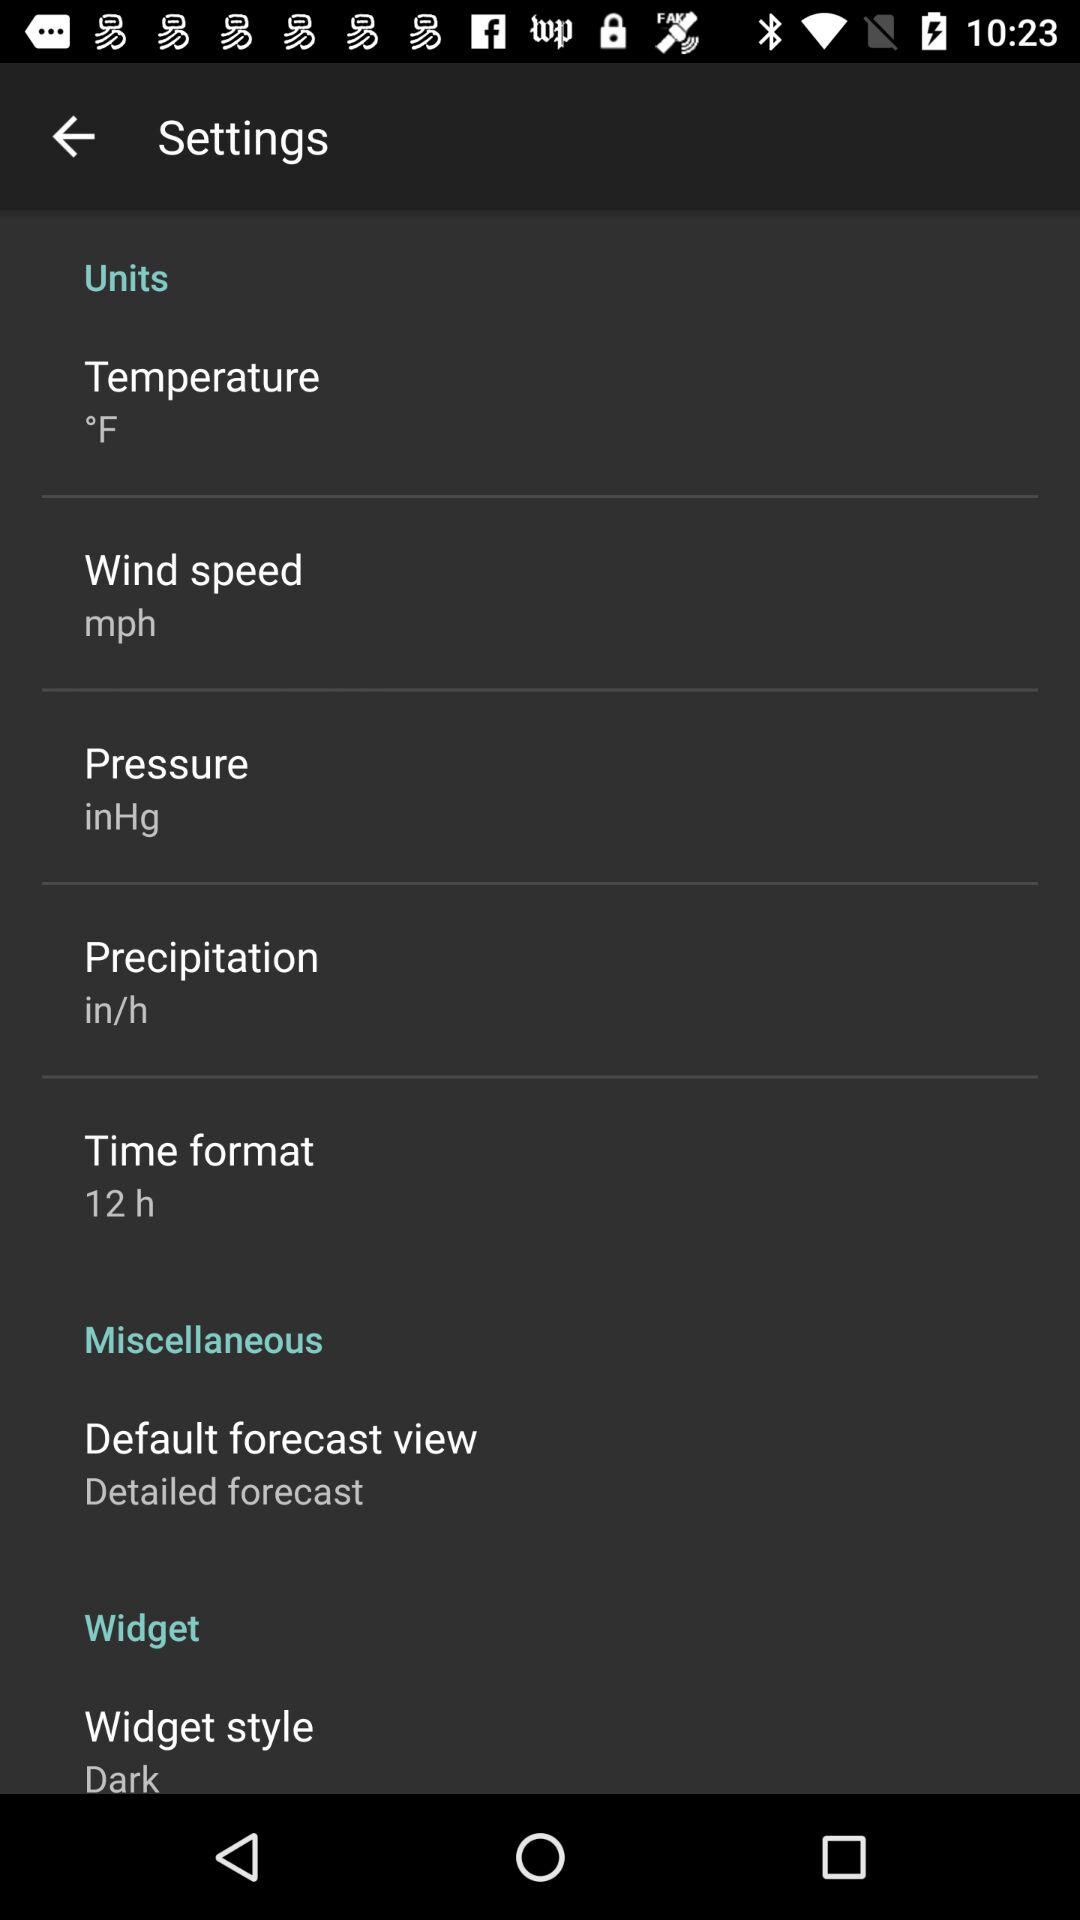 10:23
Settings
Units
Temperature
°F
Wind speed
mph
Pressure
inHg
Precipitation
in/h
Time format
12 h
Miscellaneous
Default forecast view
Detailed forecast
Widget
Widget style
Dark